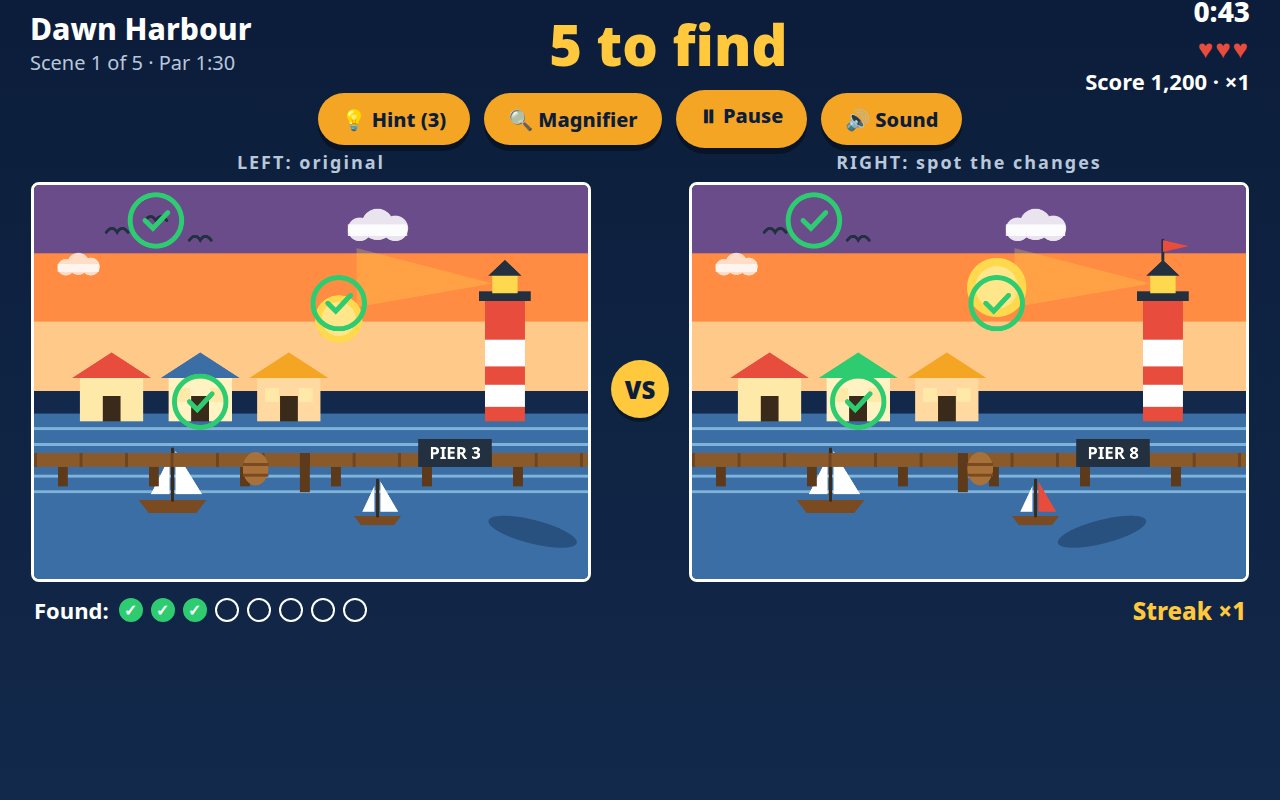 Dawn Harbour
Scene 1 of 5 · Par 1:30
5 to find
0:43
♥♥♥
Score 1,200 · ×1
💡 Hint (3)
🔍 Magnifier
⏸ Pause
🔊 Sound
LEFT: original
RIGHT: spot the changes
PIER 3
VS
PIER 8
Found: ✓ ✓ ✓
Streak ×1